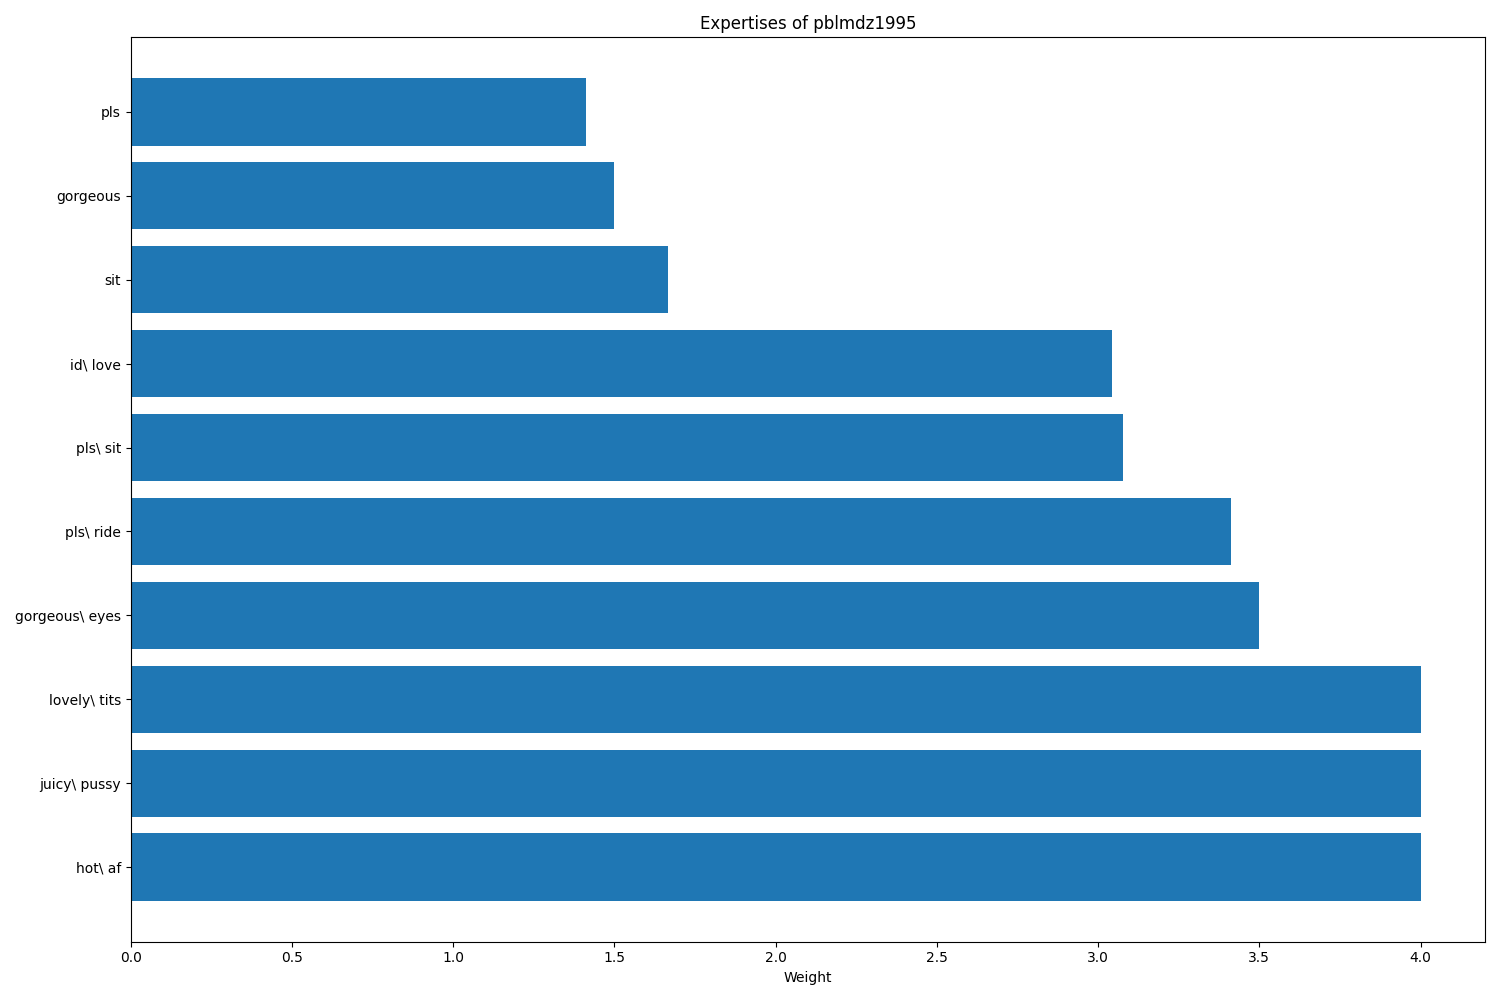 Expertises of pblmdz1995
pls
gorgeous
sit
id\ love
pls\ sit
pls\ ride
gorgeous\ eyes
lovely\ tits
juicy\ pussy
hot\ af
0.0 0.5 1.0 1.5 2.0 2.5 3.0 3.5 4.0
Weight